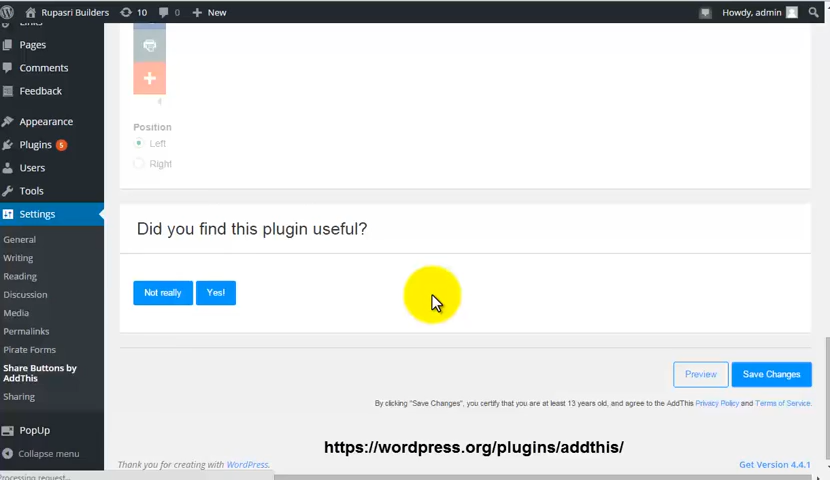 Rupasri Builders
10
0
New
Howdy, admin
Links
Pages
Comments
Feedback
Appearance
Plugins 5
Users
Tools
Settings
General
Writing
Reading
Discussion
Media
Permalinks
Pirate Forms
Share Buttons by
AddThis
Sharing
PopUp
Collapse menu
Position
Left
Right
Did you find this plugin useful?
Not really
Yes!
Preview
Save Changes
By clicking "Save Changes", you certify that you are at least 13 years old, and agree to the AddThis Privacy Policy and Terms of Service.
https://wordpress.org/plugins/addthis/
Thank you for creating with WordPress.
Get Version 4.4.1
Processing request...